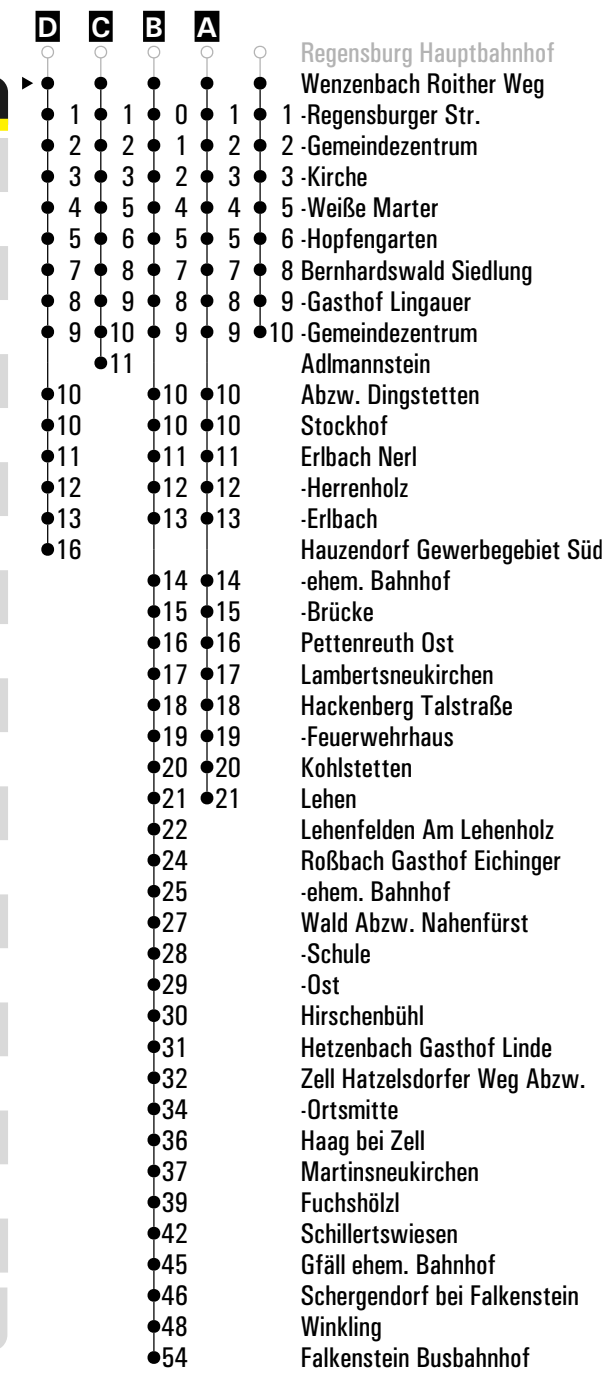 D C B A
Regensburg Hauptbahnhof
Wenzenbach Roither Weg
1 1 0 1 1 -Regensburger Str.
2 2 1 2 2 -Gemeindezentrum
3 3 2 3 3 -Kirche
4 5 4 4 5 -Weiße Marter
5 6 5 5 6 -Hopfengarten
7 8 7 7 8 Bernhardswald Siedlung
8 9 8 8 9 -Gasthof Lingauer
9 10 9 9 10 -Gemeindezentrum
11 Adlmannstein
10 10 10 Abzw. Dingstetten
10 10 10 Stockhof
11 11 11 Erlbach Nerl
12 12 12 -Herrenholz
13 13 13 -Erlbach
16 Hauzendorf Gewerbegebiet Süd
14 14 -ehem. Bahnhof
15 15 -Brücke
16 16 Pettenreuth Ost
17 17 Lambertsneukirchen
18 18 Hackenberg Talstraße
19 19 -Feuerwehrhaus
20 20 Kohlstetten
21 21 Lehen
22 Lehenfelden Am Lehenholz
24 Roßbach Gasthof Eichinger
25 -ehem. Bahnhof
27 Wald Abzw. Nahenfürst
28 -Schule
29 -Ost
30 Hirschenbühl
31 Hetzenbach Gasthof Linde
32 Zell Hatzelsdorfer Weg Abzw.
34 -Ortsmitte
36 Haag bei Zell
37 Martinsneukirchen
39 Fuchshölzl
42 Schillertswiesen
45 Gfäll ehem. Bahnhof
46 Schergendorf bei Falkenstein
48 Winkling
54 Falkenstein Busbahnhof